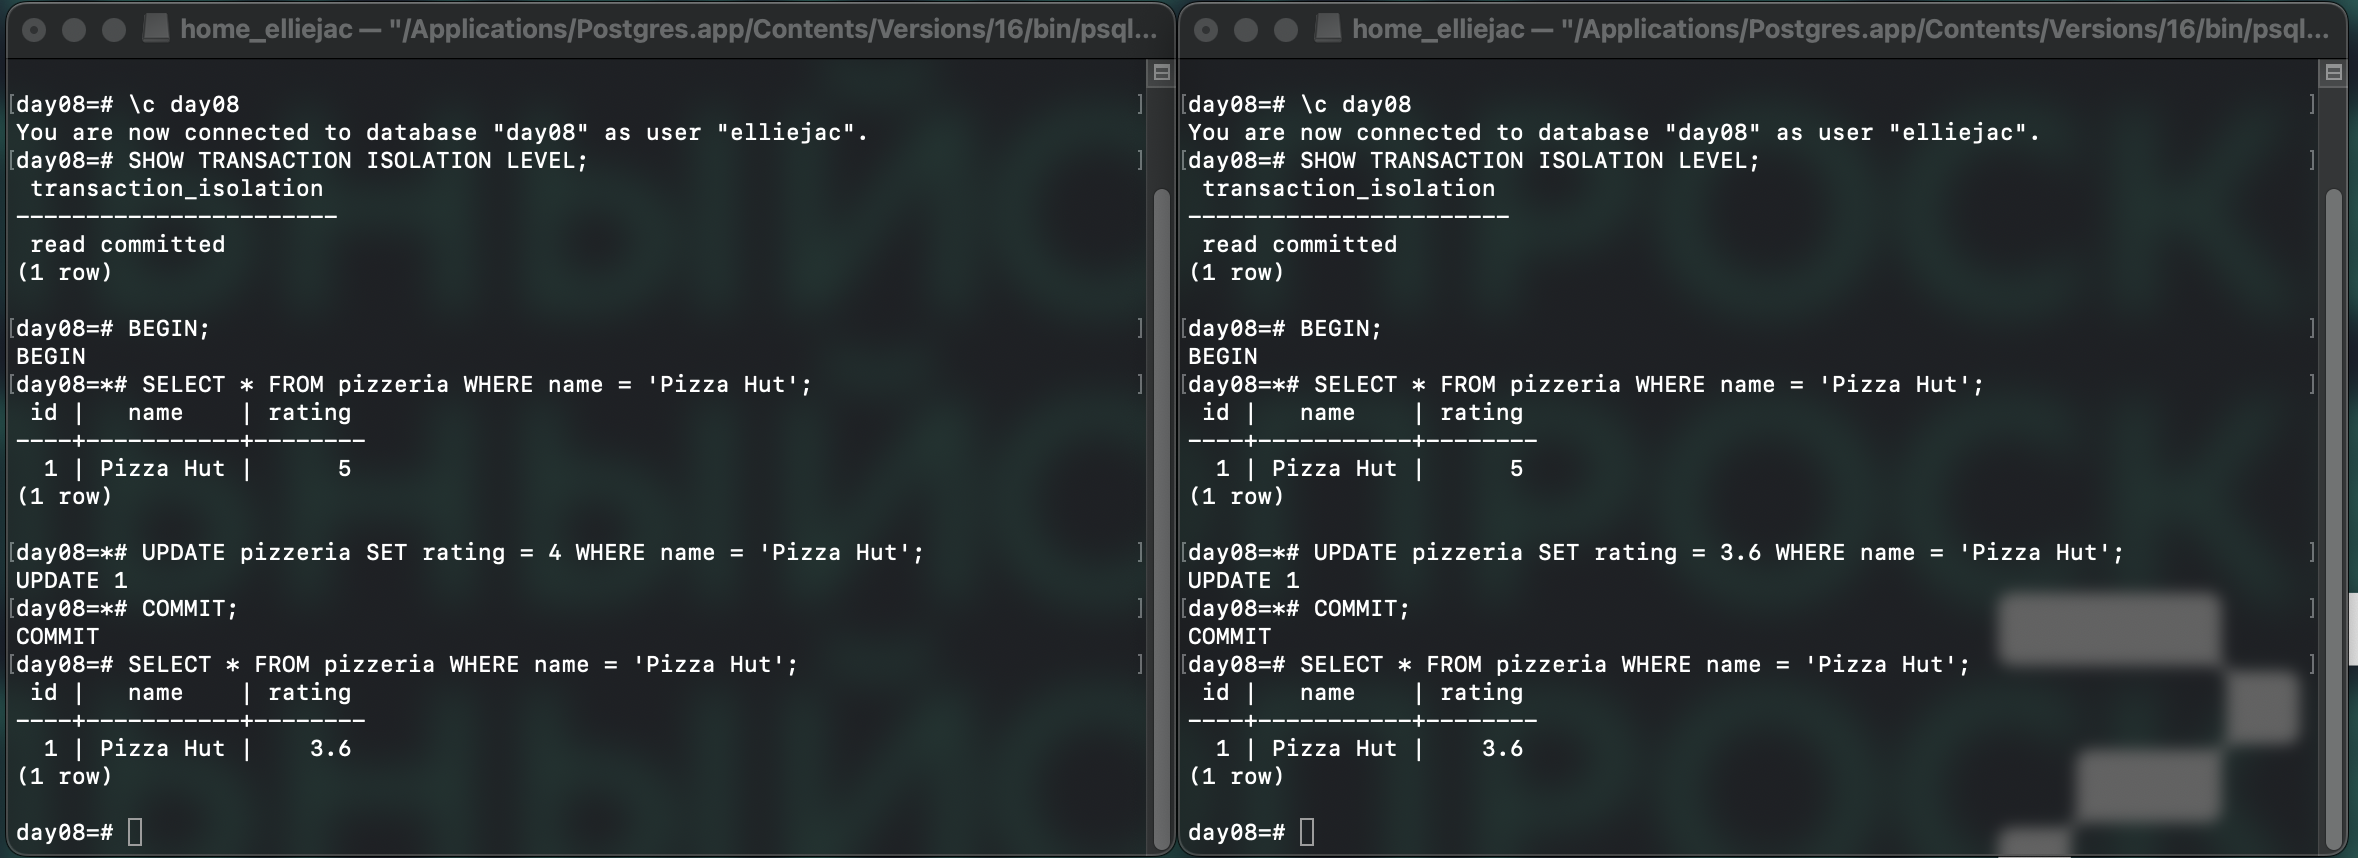 home_elliejac — "/Applications/Postgres.app/Contents/Versions/16/bin/psql...
[day08=# \c day08 ]
You are now connected to database "day08" as user "elliejac".
[day08=# SHOW TRANSACTION ISOLATION LEVEL; ]
 transaction_isolation
-----------------------
 read committed
(1 row)

[day08=# BEGIN; ]
BEGIN
[day08=*# SELECT * FROM pizzeria WHERE name = 'Pizza Hut'; ]
 id |   name    | rating
----+-----------+--------
  1 | Pizza Hut |      5
(1 row)

[day08=*# UPDATE pizzeria SET rating = 4 WHERE name = 'Pizza Hut'; ]
UPDATE 1
[day08=*# COMMIT; ]
COMMIT
[day08=# SELECT * FROM pizzeria WHERE name = 'Pizza Hut'; ]
 id |   name    | rating
----+-----------+--------
  1 | Pizza Hut |    3.6
(1 row)

day08=#
home_elliejac — "/Applications/Postgres.app/Contents/Versions/16/bin/psql...
[day08=# \c day08 ]
You are now connected to database "day08" as user "elliejac".
[day08=# SHOW TRANSACTION ISOLATION LEVEL; ]
 transaction_isolation
-----------------------
 read committed
(1 row)

[day08=# BEGIN; ]
BEGIN
[day08=*# SELECT * FROM pizzeria WHERE name = 'Pizza Hut'; ]
 id |   name    | rating
----+-----------+--------
  1 | Pizza Hut |      5
(1 row)

[day08=*# UPDATE pizzeria SET rating = 3.6 WHERE name = 'Pizza Hut'; ]
UPDATE 1
[day08=*# COMMIT; ]
COMMIT
[day08=# SELECT * FROM pizzeria WHERE name = 'Pizza Hut'; ]
 id |   name    | rating
----+-----------+--------
  1 | Pizza Hut |    3.6
(1 row)

day08=#